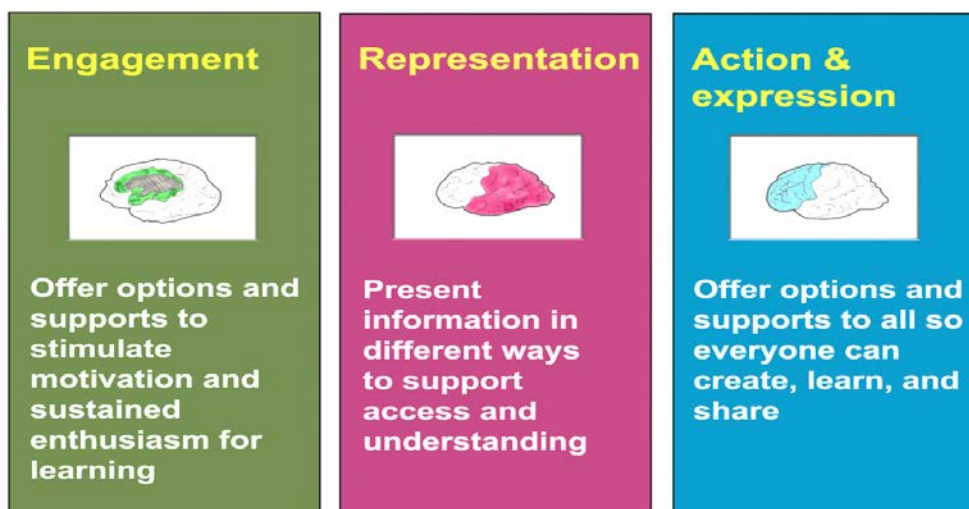 Engagement
Offer options and
supports to
stimulate
motivation and
sustained
enthusiasm for
learning
Representation
Present
information in
different ways
to support
access and
understanding
Action &
expression
Offer options and
supports to all so
everyone can
create, learn, and
share